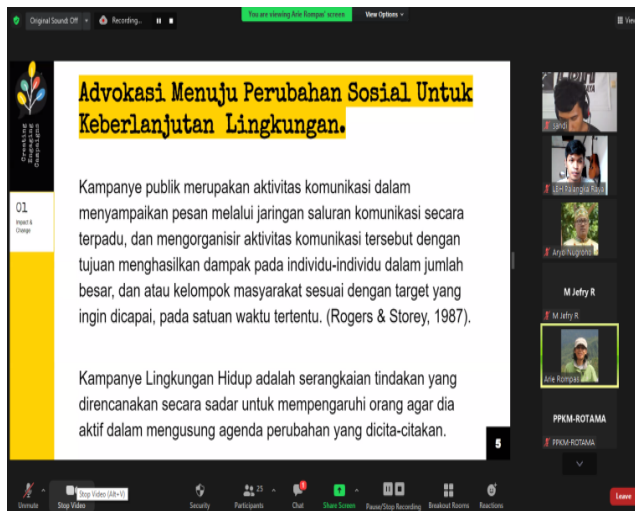 Original Sound: Off
Recording...
You are viewing Arie Rompas' screen
View Options
View
Creating
Engaging
Campaigns
01
Impact &
Change
Advokasi Menuju Perubahan Sosial Untuk
Keberlanjutan Lingkungan.
Kampanye publik merupakan aktivitas komunikasi dalam
menyampaikan pesan melalui jaringan saluran komunikasi secara
terpadu, dan mengorganisir aktivitas komunikasi tersebut dengan
tujuan menghasilkan dampak pada individu-individu dalam jumlah
besar, dan atau kelompok masyarakat sesuai dengan target yang
ingin dicapai, pada satuan waktu tertentu. (Rogers & Storey, 1987).
Kampanye Lingkungan Hidup adalah serangkaian tindakan yang
direncanakan secara sadar untuk mempengaruhi orang agar dia
aktif dalam mengusung agenda perubahan yang dicita-citakan.
5
sandi
LBH Palangka Raya
Aryo Nugroho
M Jefry R
M Jefry R
Arie Rompas
PPKM-ROTAMA
PPKM-ROTAMA
Unmute
Stop Video
Stop Video (Alt+V)
Security
25
Participants
Chat
Share Screen
Pause/Stop Recording
Breakout Rooms
Reactions
Leave